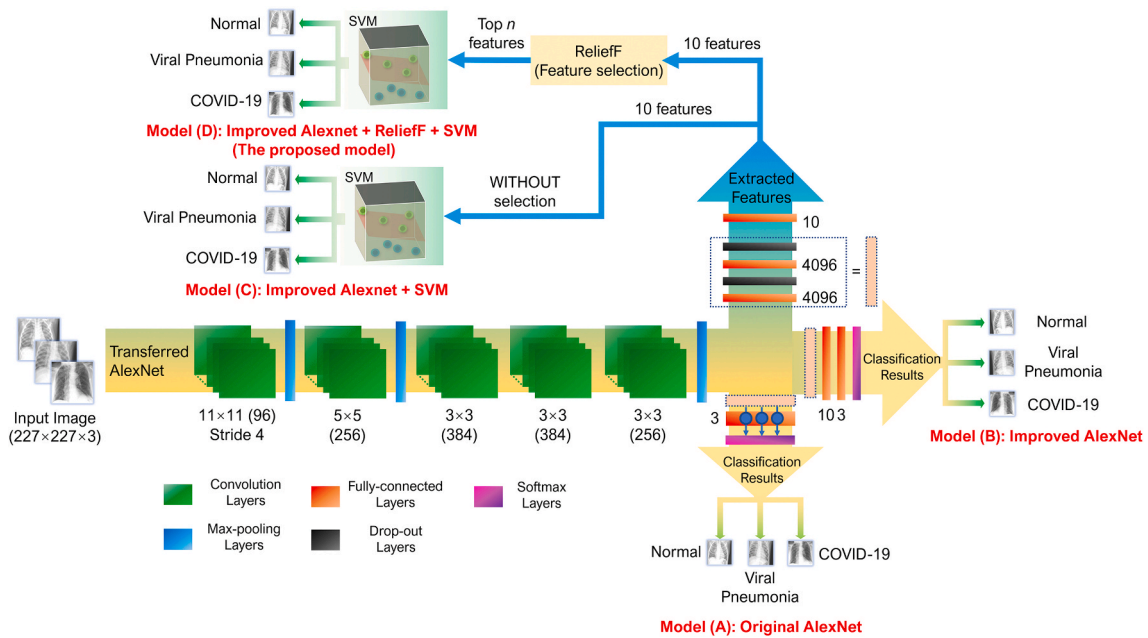 Normal
Viral Pneumonia
COVID-19
SVM
Top n
features
ReliefF
(Feature selection)
10 features
10 features
Model (D): Improved Alexnet + ReliefF + SVM
(The proposed model)
Normal
Viral Pneumonia
COVID-19
SVM
WITHOUT
selection
Model (C): Improved Alexnet + SVM
Extracted
Features
10
4096
4096
=
Transferred
AlexNet
Input Image
(227×227×3)
11×11 (96)
Stride 4
5×5
(256)
3×3
(384)
3×3
(384)
3×3
(256)
3
10 3
Classification
Results
Normal
Viral
Pneumonia
COVID-19
Model (B): Improved AlexNet
Classification
Results
Convolution
Layers
Fully-connected
Layers
Softmax
Layers
Max-pooling
Layers
Drop-out
Layers
Normal
Viral
Pneumonia
COVID-19
Model (A): Original AlexNet